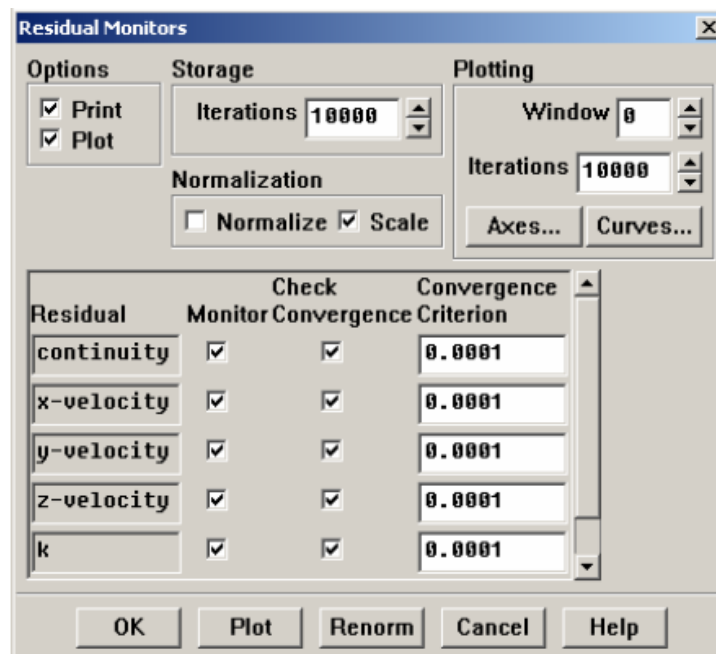 Residual Monitors
Options
Print
Plot
Storage
Iterations 10000
Normalization
Normalize Scale
Plotting
Window 0
Iterations 10000
Axes... Curves...
Residual Monitor Check Convergence Convergence Criterion
continuity 0.0001
x-velocity 0.0001
y-velocity 0.0001
z-velocity 0.0001
k 0.0001
OK Plot Renorm Cancel Help